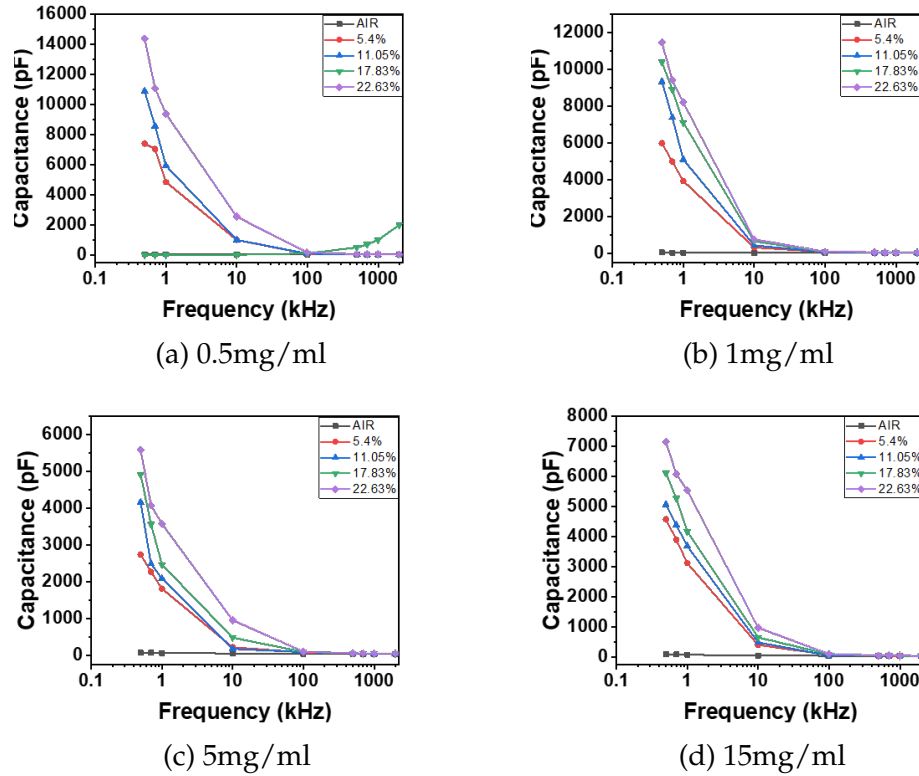 16000
14000
12000
10000
8000
6000
4000
2000
0
Capacitance (pF)
AIR
5.4%
11.05%
17.83%
22.63%
0.1 1 10 100 1000
Frequency (kHz)
(a) 0.5mg/ml
12000
10000
8000
6000
4000
2000
0
Capacitance (pF)
AIR
5.4%
11.05%
17.83%
22.63%
0.1 1 10 100 1000
Frequency (kHz)
(b) 1mg/ml
6000
5000
4000
3000
2000
1000
0
Capacitance (pF)
AIR
5.4%
11.05%
17.83%
22.63%
0.1 1 10 100 1000
Frequency (kHz)
(c) 5mg/ml
8000
7000
6000
5000
4000
3000
2000
1000
0
Capacitance (pF)
AIR
5.4%
11.05%
17.83%
22.63%
0.1 1 10 100 1000
Frequency (kHz)
(d) 15mg/ml